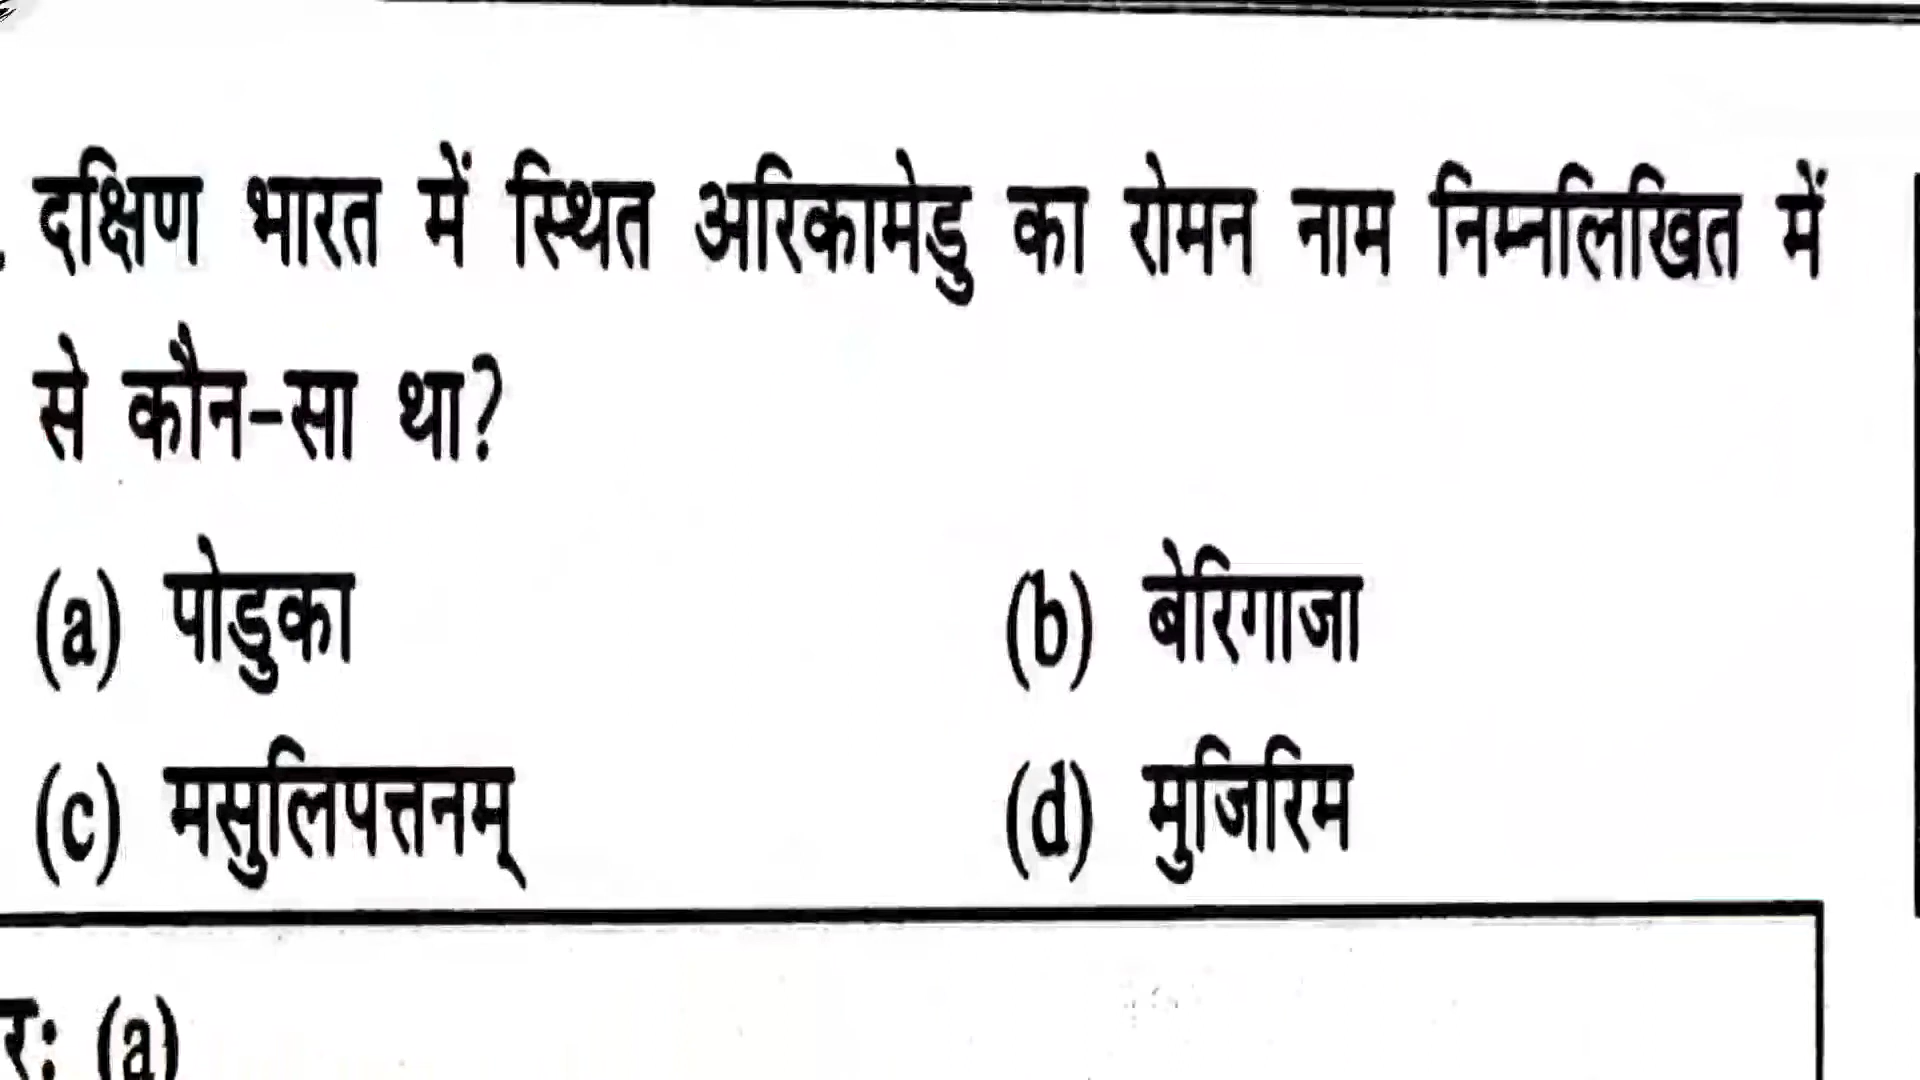 दक्षिण भारत में स्थित अरिकामेडु का रोमन नाम निम्नलिखित में
से कौन-सा था?
(a) पोडुका
(b) बेरिगाजा
(c) मसुलिपत्तनम्
(d) मुजिरिम
रः (a)